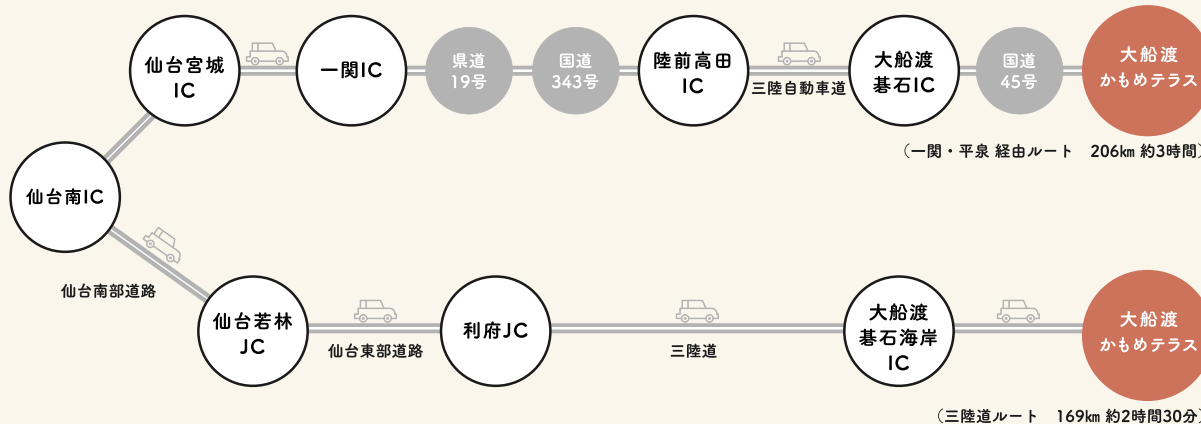 仙台宮城
IC
一関IC
県道
19号
国道
343号
陸前高田
IC
三陸自動車道
大船渡
碁石IC
国道
45号
大船渡
かもめテラス
（一関・平泉 経由ルート　206km 約3時間）
仙台南IC
仙台南部道路
仙台若林
JC
仙台東部道路
利府JC
三陸道
大船渡
碁石海岸
IC
大船渡
かもめテラス
（三陸道ルート　169km 約2時間30分）